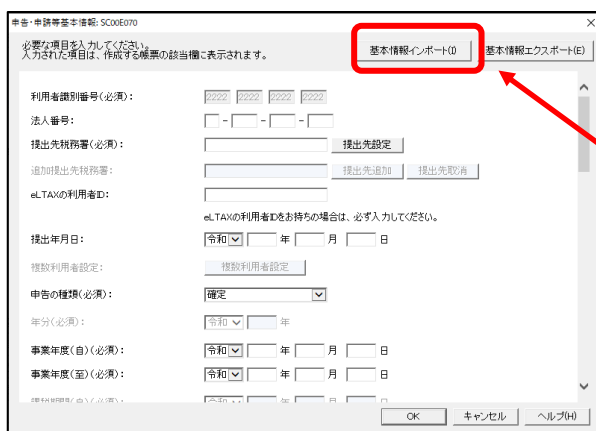 申告・申請等基本情報: SC00E070
必要な項目を入力してください。
入力された項目は、作成する帳票の該当欄に表示されます。
基本情報インポート(I) 基本情報エクスポート(E)
利用者識別番号(必須): 2222 2222 2222 2222
法人番号: - - -
提出先税務署(必須): 提出先設定
追加提出先税務署: 提出先追加 提出先取消
eLTAXの利用者ID:
eLTAXの利用者IDをお持ちの場合は、必ず入力してください。
提出年月日: 令和 年 月 日
複数利用者設定: 複数利用者設定
申告の種類(必須): 確定
年分(必須): 令和 年
事業年度(自)(必須): 令和 年 月 日
事業年度(至)(必須): 令和 年 月 日
OK キャンセル ヘルプ(H)